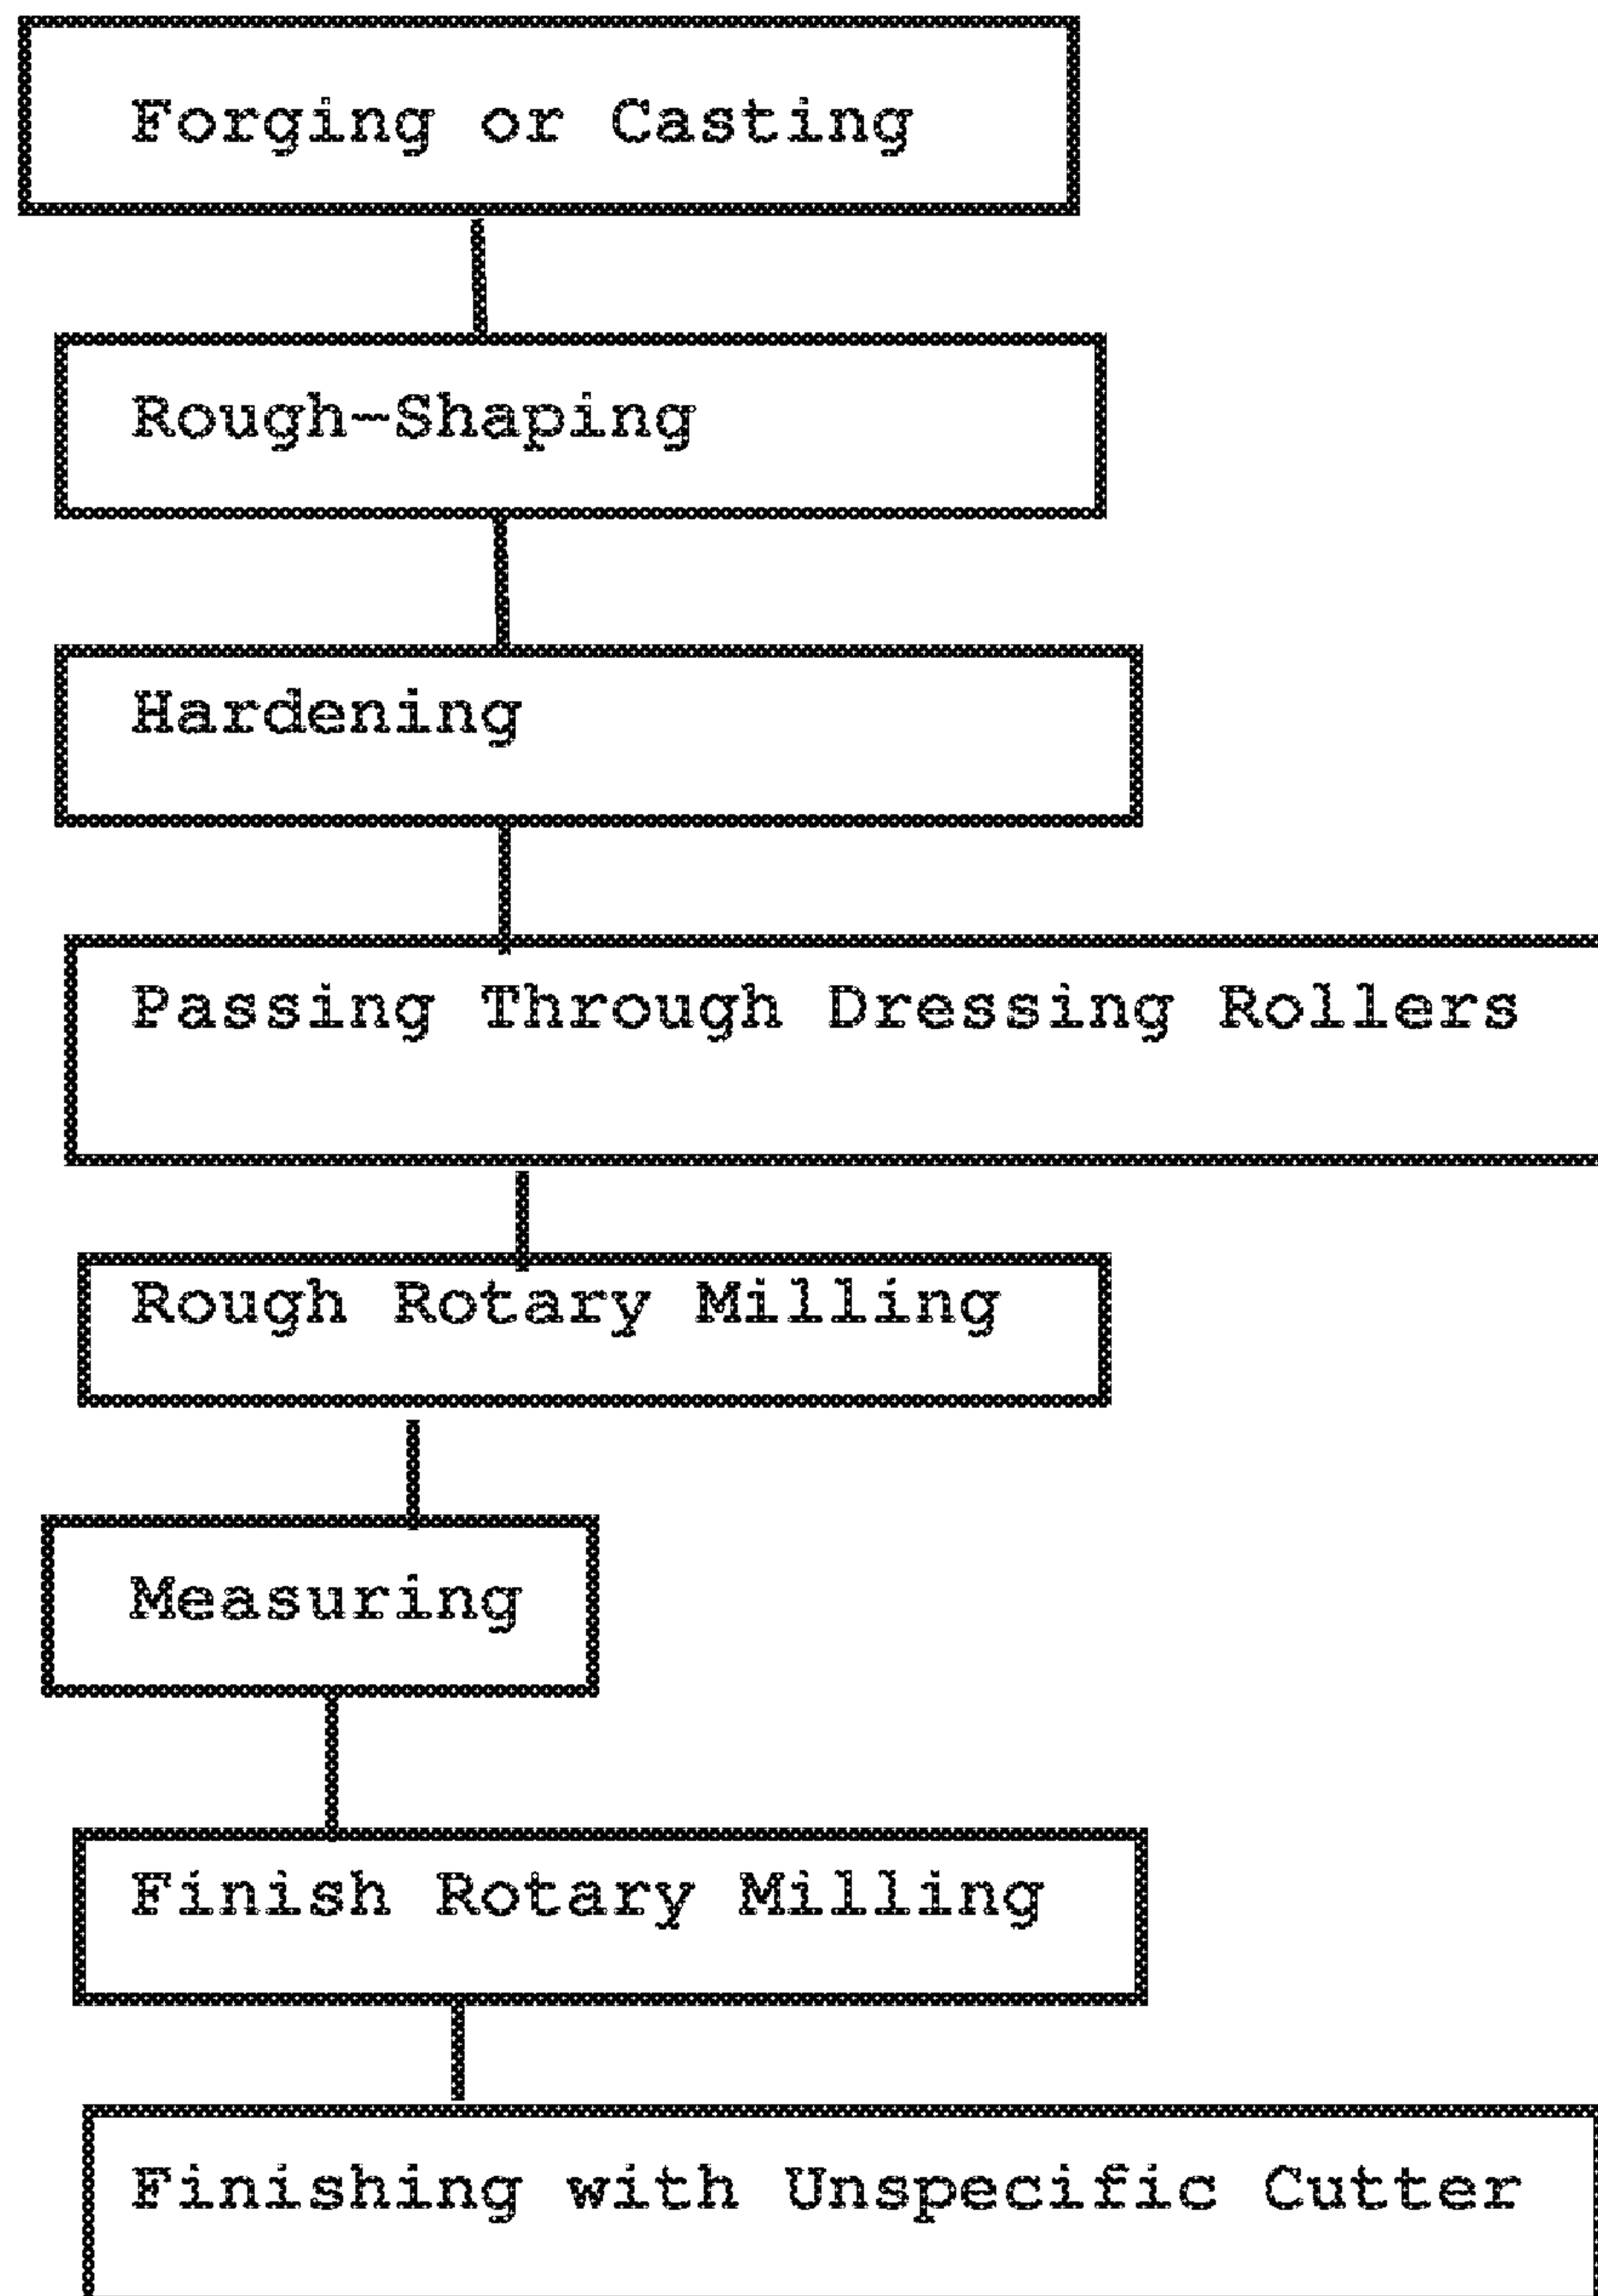 Forging or Casting
Rough-Shaping
Hardening
Passing Through Dressing Rollers
Rough Rotary Milling
Measuring
Finish Rotary Milling
Finishing with Unspecific Cutter